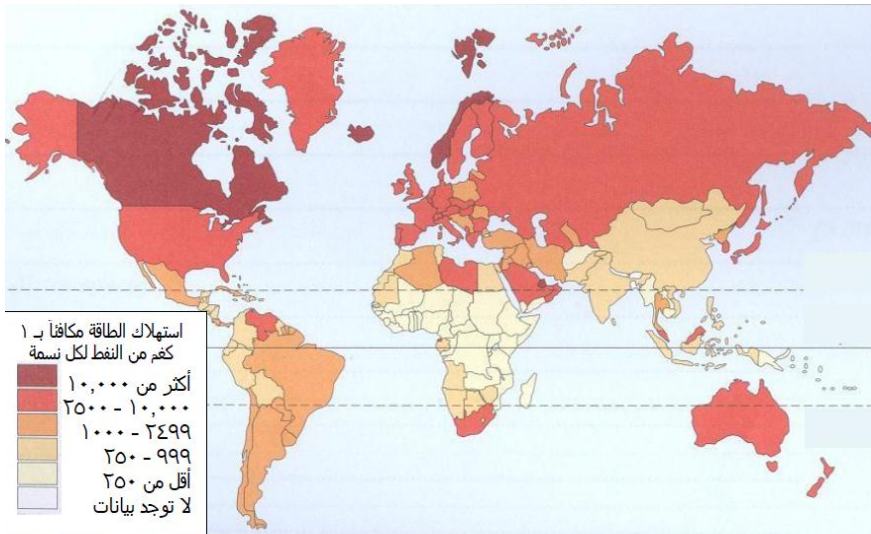 استهلاك الطاقة مكافئاً بـ ١
كغم من النفط لكل نسمة
أكثر من ١٠,٠٠٠
٢٥٠٠ - ١٠,٠٠٠
١٠٠٠ - ٢٤٩٩
٢٥٠ - ٩٩٩
أقل من ٢٥٠
لا توجد بيانات